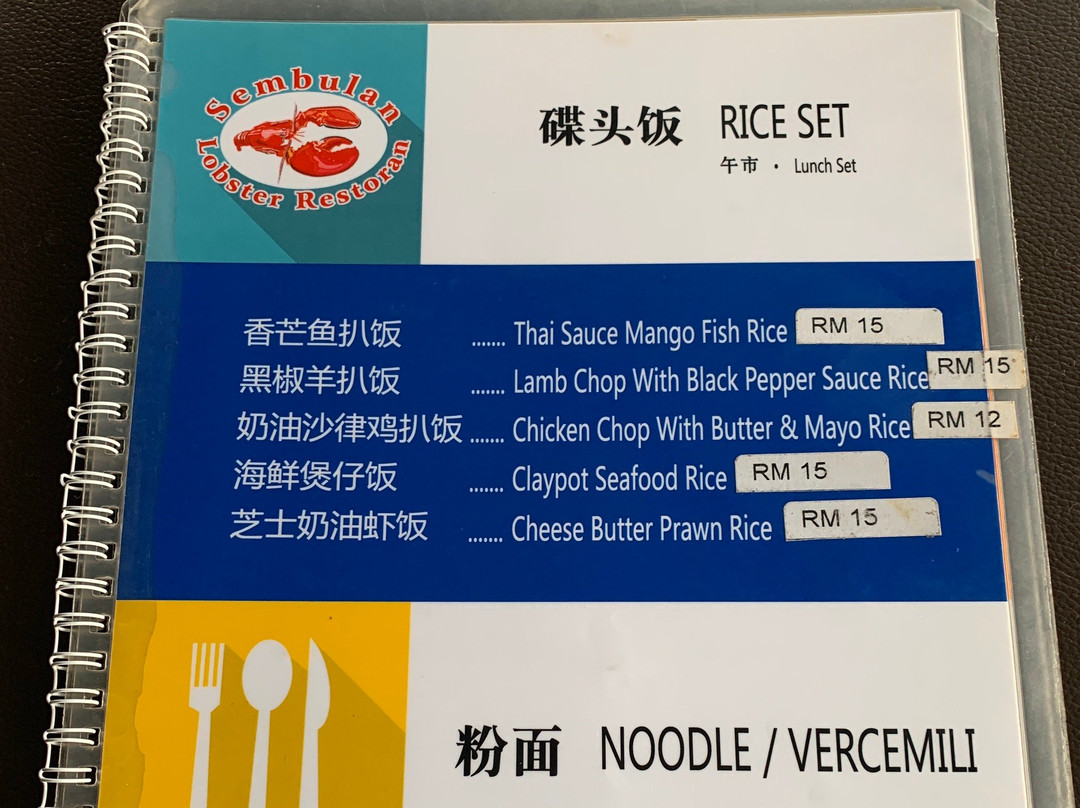 Sembulan
Lobster Restoran
碟头饭 RICE SET
午市 · Lunch Set
香芒鱼扒饭 ....... Thai Sauce Mango Fish Rice RM 15
黑椒羊扒饭 ....... Lamb Chop With Black Pepper Sauce Rice RM 15
奶油沙律鸡扒饭 ....... Chicken Chop With Butter & Mayo Rice RM 12
海鲜煲仔饭 ....... Claypot Seafood Rice RM 15
芝士奶油虾饭 ....... Cheese Butter Prawn Rice RM 15
粉面 NOODLE / VERCEMILI